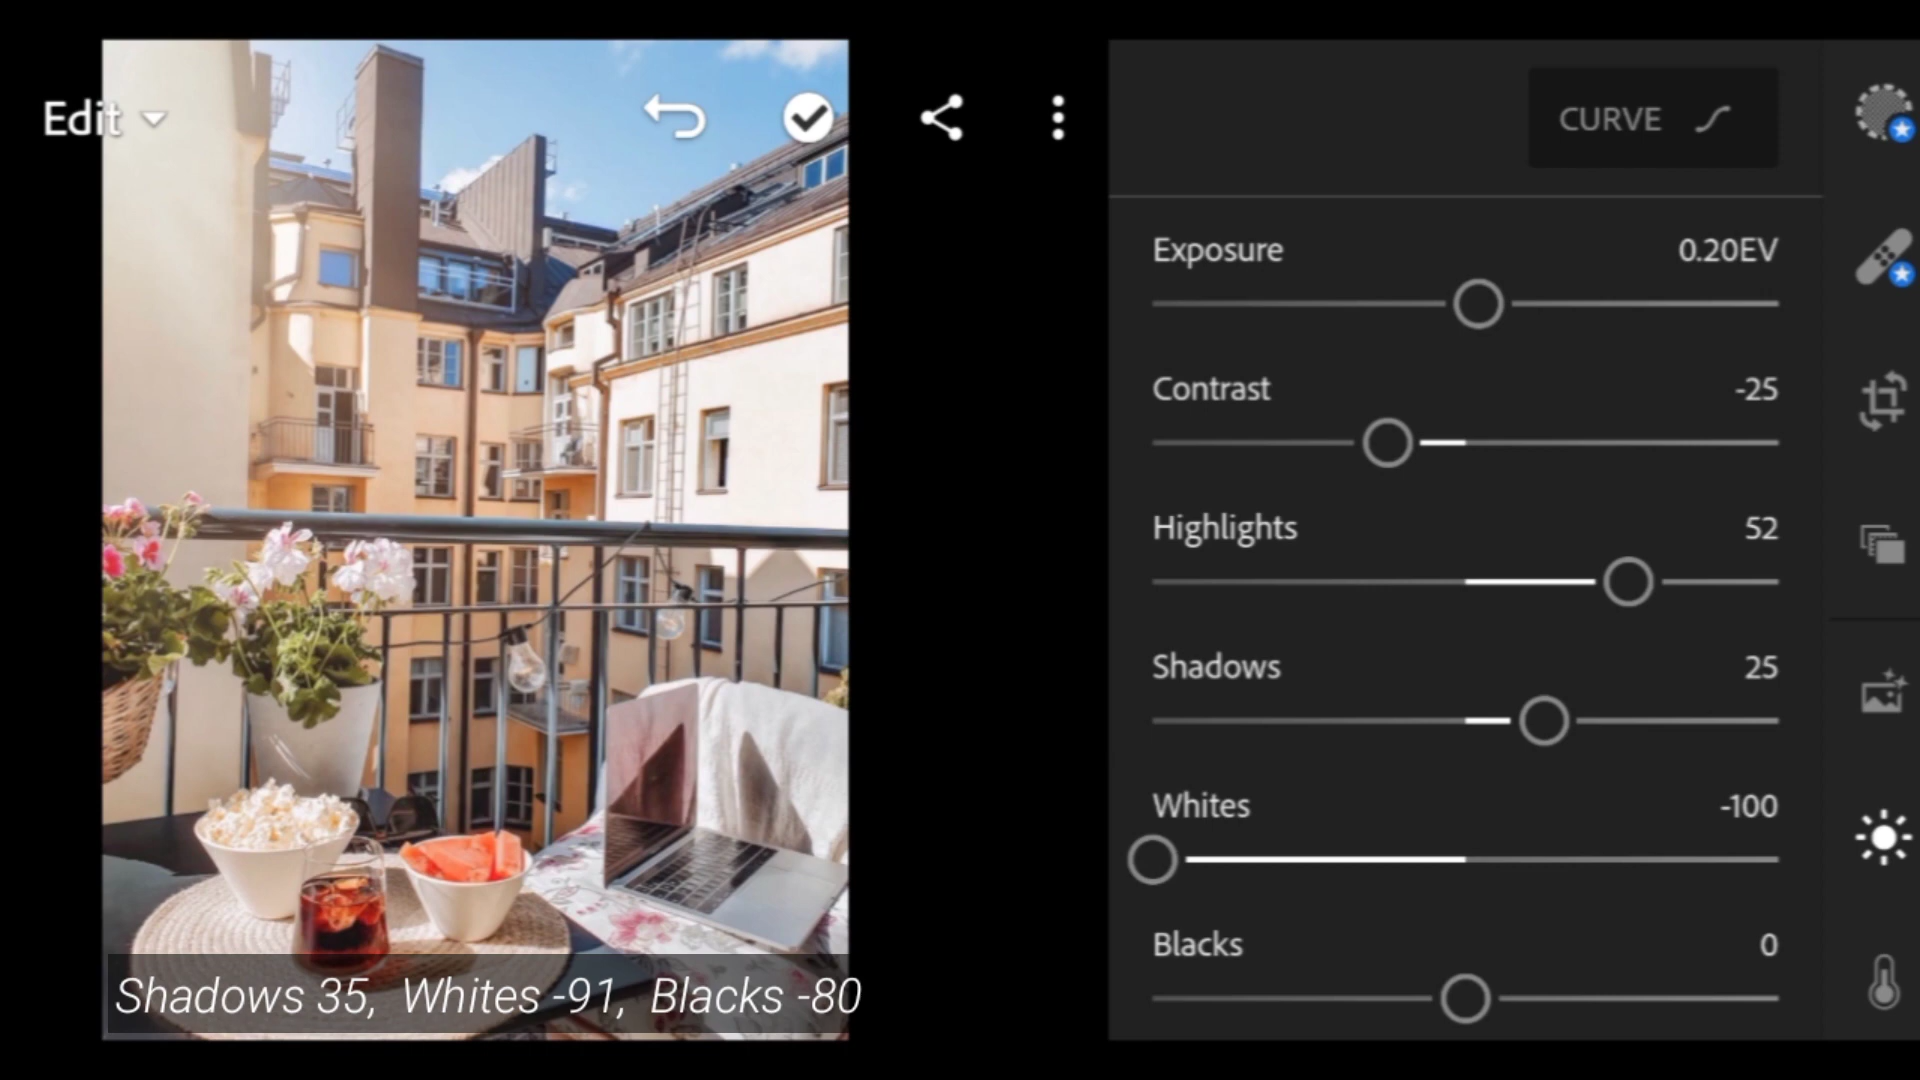 Edit
CURVE
Exposure 0.20EV
Contrast -25
Highlights 52
Shadows 25
Whites -100
Blacks 0
Shadows 35, Whites -91, Blacks -80